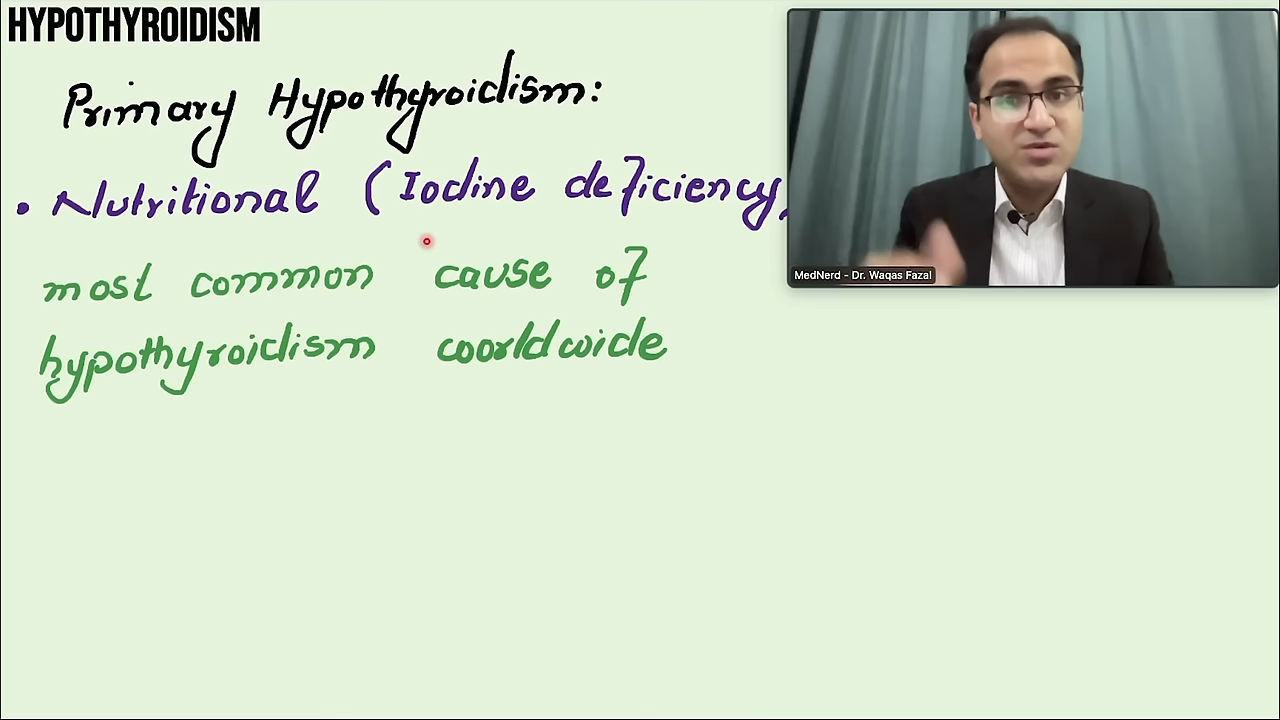 HYPOTHYROIDISM
Primary Hypothyroidism:
• Nutritional (Iodine deficiency)
most common cause of
hypothyroidism worldwide
MedNerd - Dr. Waqas Fazal